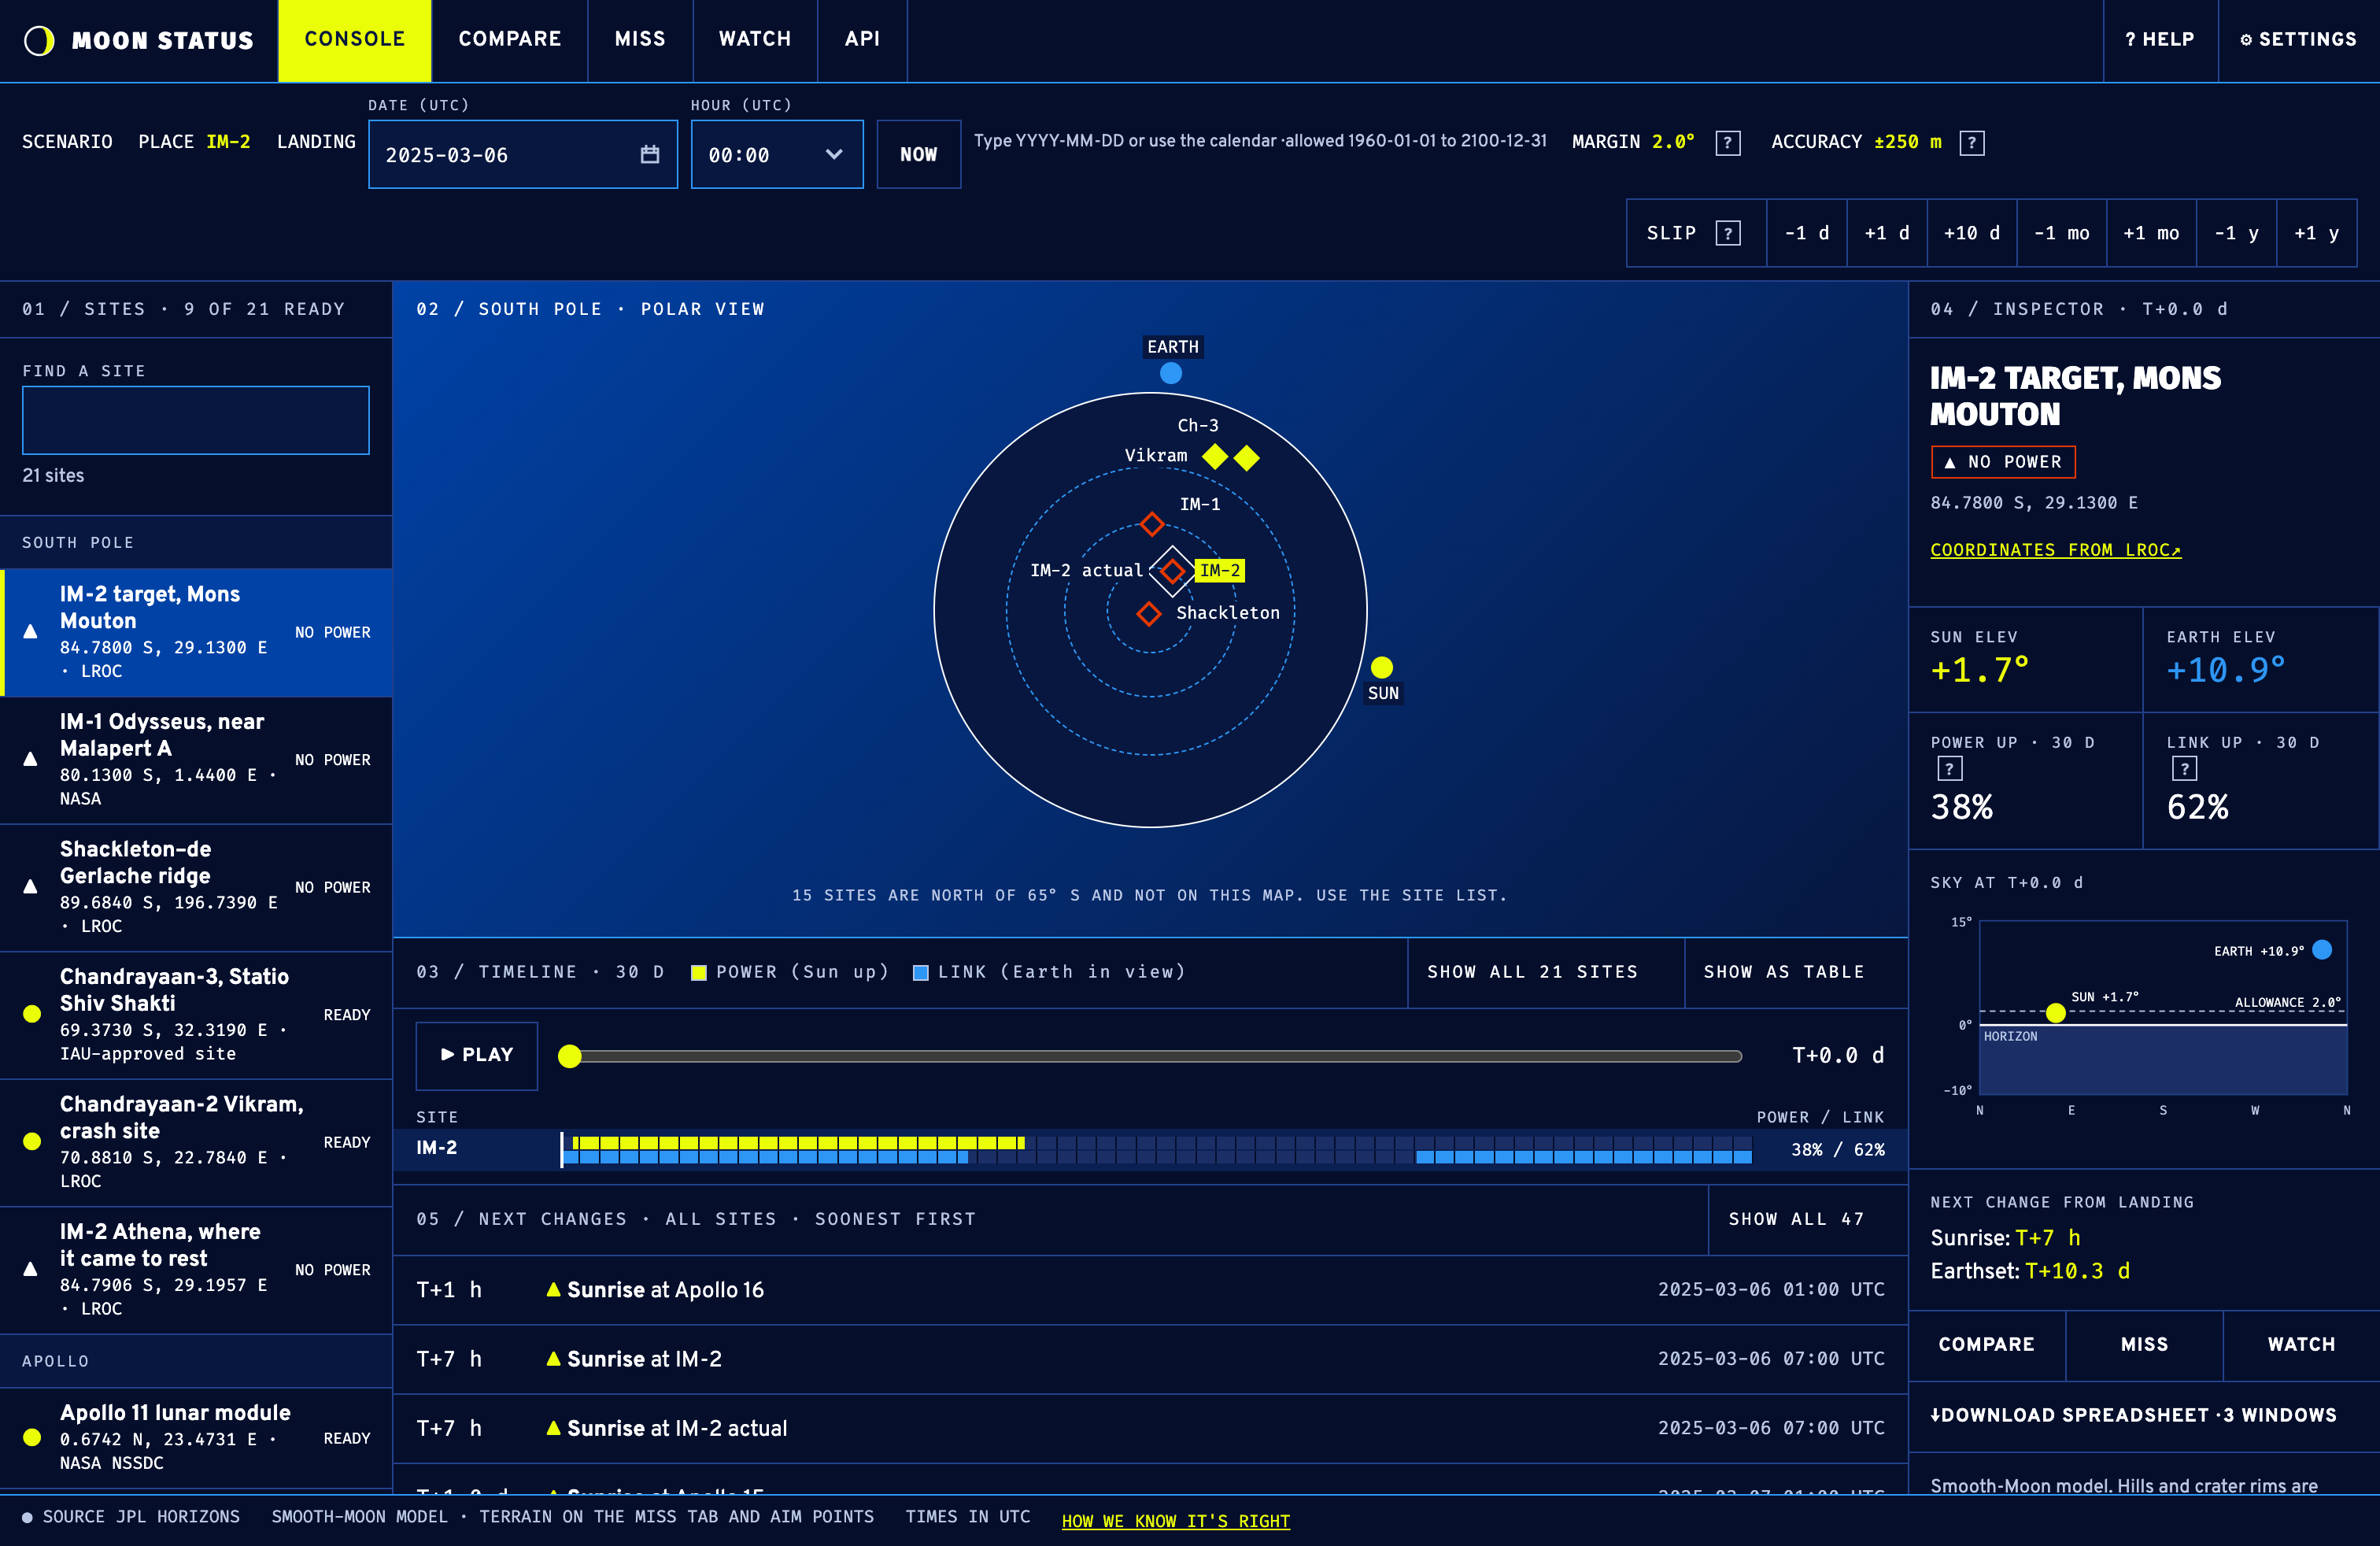 MOON STATUS
CONSOLE
COMPARE
MISS
WATCH
API
? HELP
⚙ SETTINGS
DATE (UTC)
HOUR (UTC)
SCENARIO PLACE IM-2 LANDING
2025-03-06
00:00
NOW
Type YYYY-MM-DD or use the calendar ·allowed 1960-01-01 to 2100-12-31
MARGIN 2.0° ?
ACCURACY ±250 m ?
SLIP ?
-1 d
+1 d
+10 d
-1 mo
+1 mo
-1 y
+1 y
01 / SITES · 9 OF 21 READY
FIND A SITE
21 sites
SOUTH POLE
IM-2 target, Mons
Mouton
84.7800 S, 29.1300 E
· LROC
NO POWER
IM-1 Odysseus, near
Malapert A
80.1300 S, 1.4400 E ·
NASA
NO POWER
Shackleton–de
Gerlache ridge
89.6840 S, 196.7390 E
· LROC
NO POWER
Chandrayaan-3, Statio
Shiv Shakti
69.3730 S, 32.3190 E ·
IAU-approved site
READY
Chandrayaan-2 Vikram,
crash site
70.8810 S, 22.7840 E ·
LROC
READY
IM-2 Athena, where
it came to rest
84.7906 S, 29.1957 E
· LROC
NO POWER
APOLLO
Apollo 11 lunar module
0.6742 N, 23.4731 E ·
NASA NSSDC
READY
02 / SOUTH POLE · POLAR VIEW
EARTH
Ch-3
Vikram
IM-1
IM-2 actual
IM-2
Shackleton
SUN
15 SITES ARE NORTH OF 65° S AND NOT ON THIS MAP. USE THE SITE LIST.
03 / TIMELINE · 30 D
POWER (Sun up)
LINK (Earth in view)
SHOW ALL 21 SITES
SHOW AS TABLE
PLAY
T+0.0 d
SITE
POWER / LINK
IM-2
38% / 62%
05 / NEXT CHANGES · ALL SITES · SOONEST FIRST
SHOW ALL 47
T+1 h ▲ Sunrise at Apollo 16 2025-03-06 01:00 UTC
T+7 h ▲ Sunrise at IM-2 2025-03-06 07:00 UTC
T+7 h ▲ Sunrise at IM-2 actual 2025-03-06 07:00 UTC
T+1.0 d ▲ Sunrise at Apollo 15 2025-03-07 01:00 UTC
04 / INSPECTOR · T+0.0 d
IM-2 TARGET, MONS
MOUTON
▲ NO POWER
84.7800 S, 29.1300 E
COORDINATES FROM LROC↗
SUN ELEV
+1.7°
EARTH ELEV
+10.9°
POWER UP · 30 D
?
38%
LINK UP · 30 D
?
62%
SKY AT T+0.0 d
15°
EARTH +10.9°
SUN +1.7°
ALLOWANCE 2.0°
0°
HORIZON
-10°
N E S W N
NEXT CHANGE FROM LANDING
Sunrise: T+7 h
Earthset: T+10.3 d
COMPARE
MISS
WATCH
↓DOWNLOAD SPREADSHEET ·3 WINDOWS
Smooth-Moon model. Hills and crater rims are
SOURCE JPL HORIZONS
SMOOTH-MOON MODEL · TERRAIN ON THE MISS TAB AND AIM POINTS
TIMES IN UTC
HOW WE KNOW IT'S RIGHT